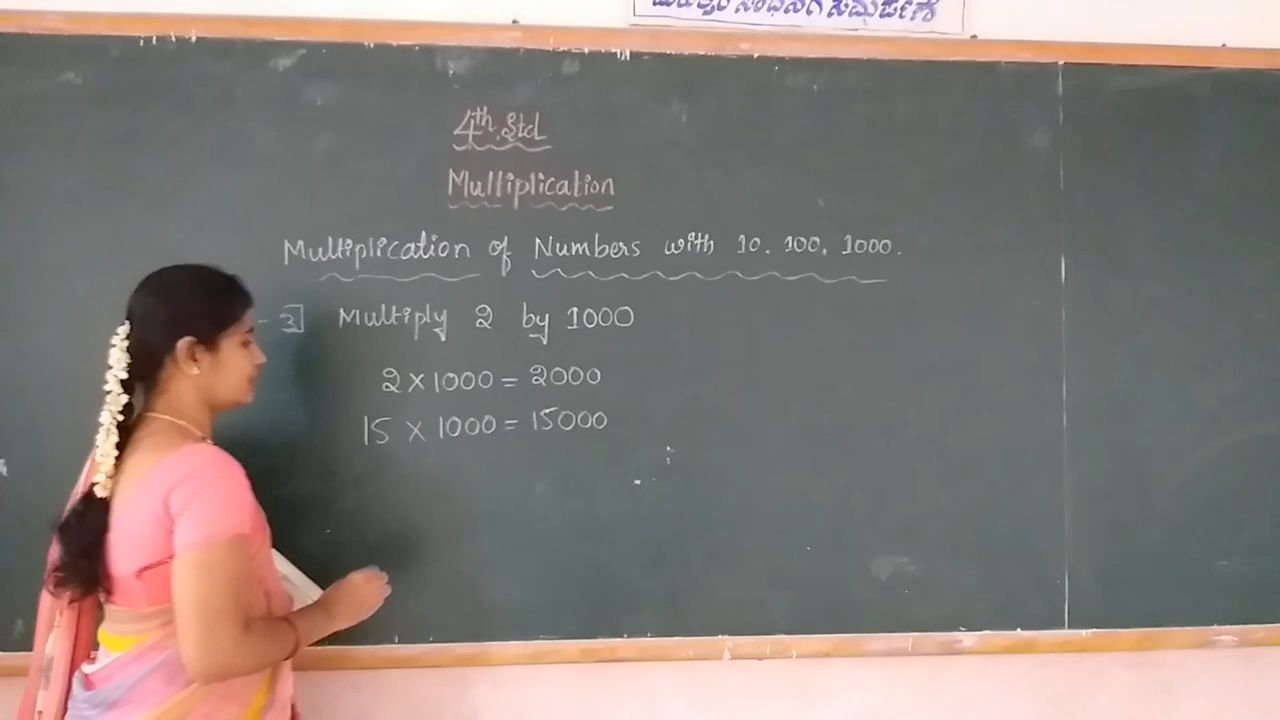 4th Std
Multiplication
Multiplication of Numbers with 10. 100, 1000.
3] Multiply 2 by 1000
2 × 1000 = 2000
15 × 1000 = 15000